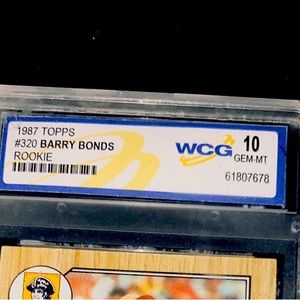 1987 TOPPS
#320 BARRY BONDS
ROOKIE
WCG
10
GEM-MT
61807678